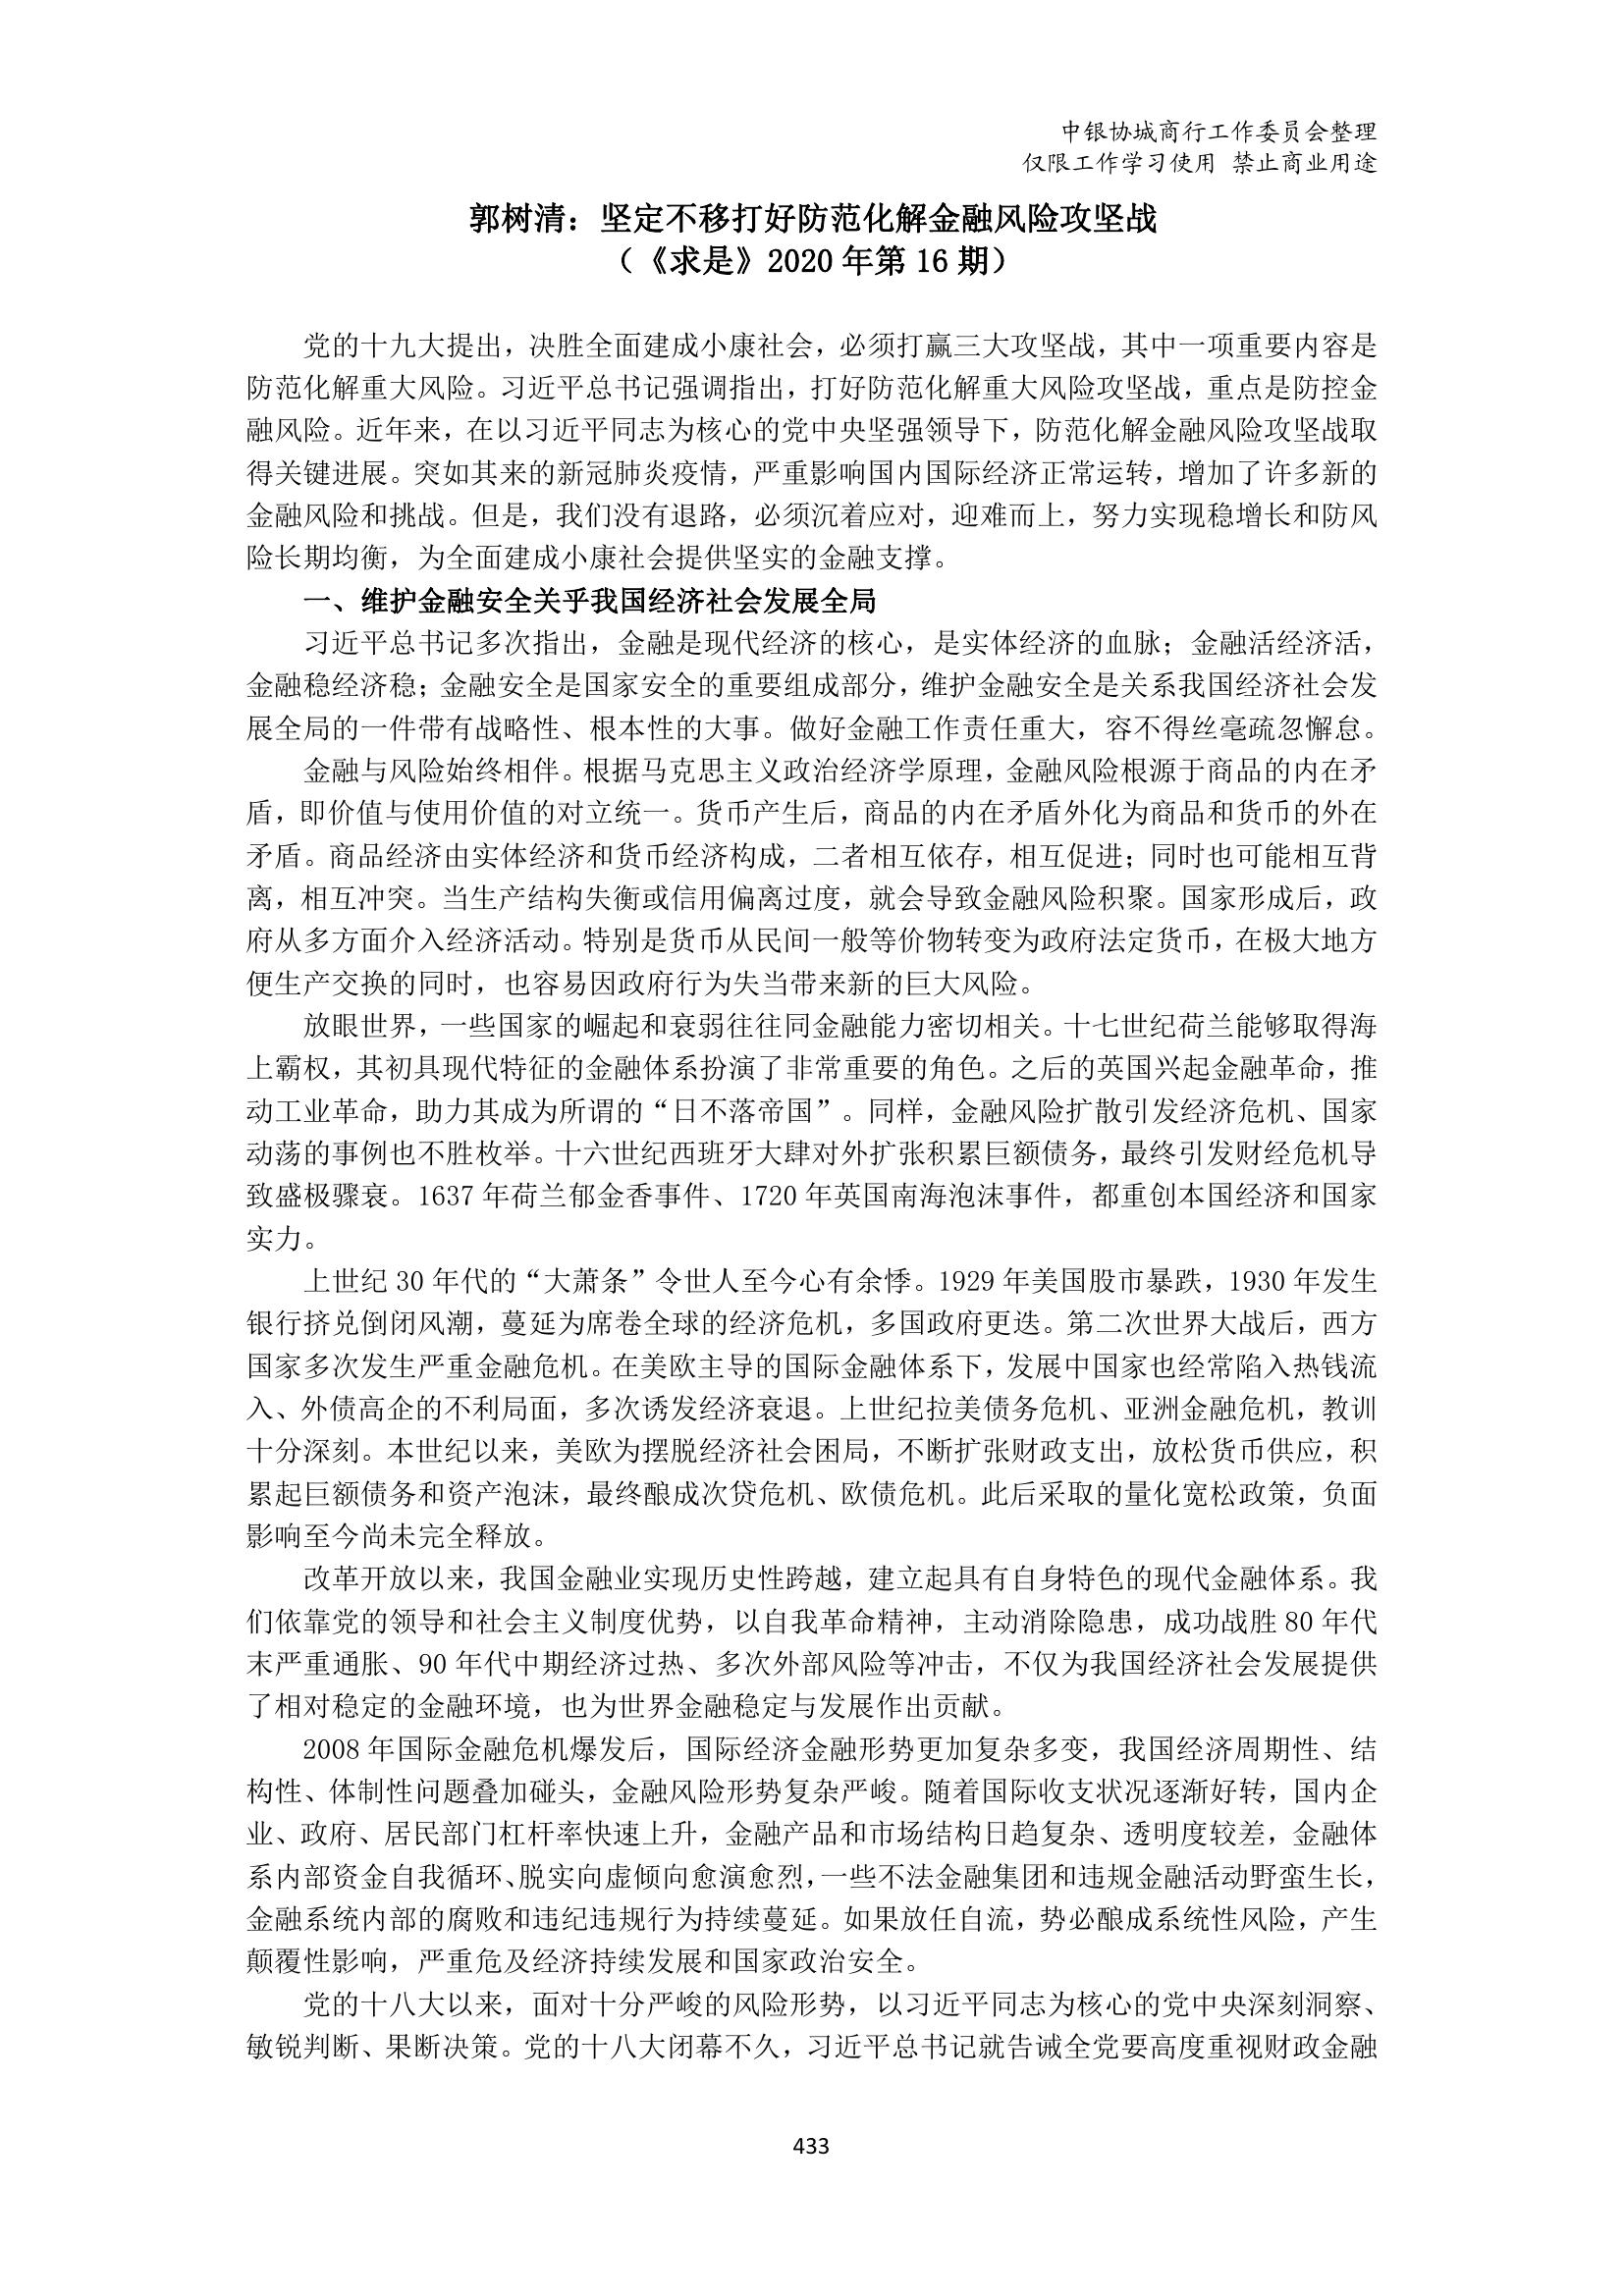 中银协城商行工作委员会整理
仅限工作学习使用 禁止商业用途
郭树清：坚定不移打好防范化解金融风险攻坚战
（《求是》2020 年第 16 期）
党的十九大提出，决胜全面建成小康社会，必须打赢三大攻坚战，其中一项重要内容是
防范化解重大风险。习近平总书记强调指出，打好防范化解重大风险攻坚战，重点是防控金
融风险。近年来，在以习近平同志为核心的党中央坚强领导下，防范化解金融风险攻坚战取
得关键进展。突如其来的新冠肺炎疫情，严重影响国内国际经济正常运转，增加了许多新的
金融风险和挑战。但是，我们没有退路，必须沉着应对，迎难而上，努力实现稳增长和防风
险长期均衡，为全面建成小康社会提供坚实的金融支撑。
一、维护金融安全关乎我国经济社会发展全局
习近平总书记多次指出，金融是现代经济的核心，是实体经济的血脉；金融活经济活，
金融稳经济稳；金融安全是国家安全的重要组成部分，维护金融安全是关系我国经济社会发
展全局的一件带有战略性、根本性的大事。做好金融工作责任重大，容不得丝毫疏忽懈怠。
金融与风险始终相伴。根据马克思主义政治经济学原理，金融风险根源于商品的内在矛
盾，即价值与使用价值的对立统一。货币产生后，商品的内在矛盾外化为商品和货币的外在
矛盾。商品经济由实体经济和货币经济构成，二者相互依存，相互促进；同时也可能相互背
离，相互冲突。当生产结构失衡或信用偏离过度，就会导致金融风险积聚。国家形成后，政
府从多方面介入经济活动。特别是货币从民间一般等价物转变为政府法定货币，在极大地方
便生产交换的同时，也容易因政府行为失当带来新的巨大风险。
放眼世界，一些国家的崛起和衰弱往往同金融能力密切相关。十七世纪荷兰能够取得海
上霸权，其初具现代特征的金融体系扮演了非常重要的角色。之后的英国兴起金融革命，推
动工业革命，助力其成为所谓的“日不落帝国”。同样，金融风险扩散引发经济危机、国家
动荡的事例也不胜枚举。十六世纪西班牙大肆对外扩张积累巨额债务，最终引发财经危机导
致盛极骤衰。1637 年荷兰郁金香事件、1720 年英国南海泡沫事件，都重创本国经济和国家
实力。
上世纪 30 年代的“大萧条”令世人至今心有余悸。1929 年美国股市暴跌，1930 年发生
银行挤兑倒闭风潮，蔓延为席卷全球的经济危机，多国政府更迭。第二次世界大战后，西方
国家多次发生严重金融危机。在美欧主导的国际金融体系下，发展中国家也经常陷入热钱流
入、外债高企的不利局面，多次诱发经济衰退。上世纪拉美债务危机、亚洲金融危机，教训
十分深刻。本世纪以来，美欧为摆脱经济社会困局，不断扩张财政支出，放松货币供应，积
累起巨额债务和资产泡沫，最终酿成次贷危机、欧债危机。此后采取的量化宽松政策，负面
影响至今尚未完全释放。
改革开放以来，我国金融业实现历史性跨越，建立起具有自身特色的现代金融体系。我
们依靠党的领导和社会主义制度优势，以自我革命精神，主动消除隐患，成功战胜 80 年代
末严重通胀、90 年代中期经济过热、多次外部风险等冲击，不仅为我国经济社会发展提供
了相对稳定的金融环境，也为世界金融稳定与发展作出贡献。
2008 年国际金融危机爆发后，国际经济金融形势更加复杂多变，我国经济周期性、结
构性、体制性问题叠加碰头，金融风险形势复杂严峻。随着国际收支状况逐渐好转，国内企
业、政府、居民部门杠杆率快速上升，金融产品和市场结构日趋复杂、透明度较差，金融体
系内部资金自我循环、脱实向虚倾向愈演愈烈，一些不法金融集团和违规金融活动野蛮生长，
金融系统内部的腐败和违纪违规行为持续蔓延。如果放任自流，势必酿成系统性风险，产生
颠覆性影响，严重危及经济持续发展和国家政治安全。
党的十八大以来，面对十分严峻的风险形势，以习近平同志为核心的党中央深刻洞察、
敏锐判断、果断决策。党的十八大闭幕不久，习近平总书记就告诫全党要高度重视财政金融
433